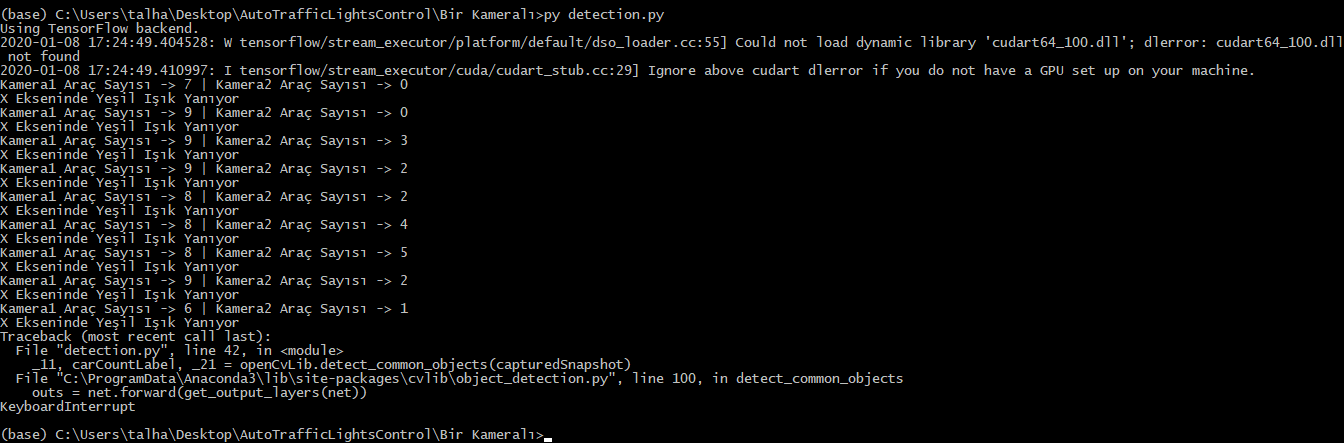 (base) C:\Users\talha\Desktop\AutoTrafficLightsControl\Bir Kameralı>py detection.py
Using TensorFlow backend.
2020-01-08 17:24:49.404528: W tensorflow/stream_executor/platform/default/dso_loader.cc:55] Could not load dynamic library 'cudart64_100.dll'; dlerror: cudart64_100.dll
not found
2020-01-08 17:24:49.410997: I tensorflow/stream_executor/cuda/cudart_stub.cc:29] Ignore above cudart dlerror if you do not have a GPU set up on your machine.
Kamera1 Araç Sayısı -> 7 | Kamera2 Araç Sayısı -> 0
X Ekseninde Yeşil Işık Yanıyor
Kamera1 Araç Sayısı -> 9 | Kamera2 Araç Sayısı -> 0
X Ekseninde Yeşil Işık Yanıyor
Kamera1 Araç Sayısı -> 9 | Kamera2 Araç Sayısı -> 3
X Ekseninde Yeşil Işık Yanıyor
Kamera1 Araç Sayısı -> 9 | Kamera2 Araç Sayısı -> 2
X Ekseninde Yeşil Işık Yanıyor
Kamera1 Araç Sayısı -> 8 | Kamera2 Araç Sayısı -> 2
X Ekseninde Yeşil Işık Yanıyor
Kamera1 Araç Sayısı -> 8 | Kamera2 Araç Sayısı -> 4
X Ekseninde Yeşil Işık Yanıyor
Kamera1 Araç Sayısı -> 8 | Kamera2 Araç Sayısı -> 5
X Ekseninde Yeşil Işık Yanıyor
Kamera1 Araç Sayısı -> 9 | Kamera2 Araç Sayısı -> 2
X Ekseninde Yeşil Işık Yanıyor
Kamera1 Araç Sayısı -> 6 | Kamera2 Araç Sayısı -> 1
X Ekseninde Yeşil Işık Yanıyor
Traceback (most recent call last):
  File "detection.py", line 42, in <module>
    _11, carCountLabel, _21 = openCvLib.detect_common_objects(capturedSnapshot)
  File "C:\ProgramData\Anaconda3\lib\site-packages\cvlib\object_detection.py", line 100, in detect_common_objects
    outs = net.forward(get_output_layers(net))
KeyboardInterrupt
(base) C:\Users\talha\Desktop\AutoTrafficLightsControl\Bir Kameralı>